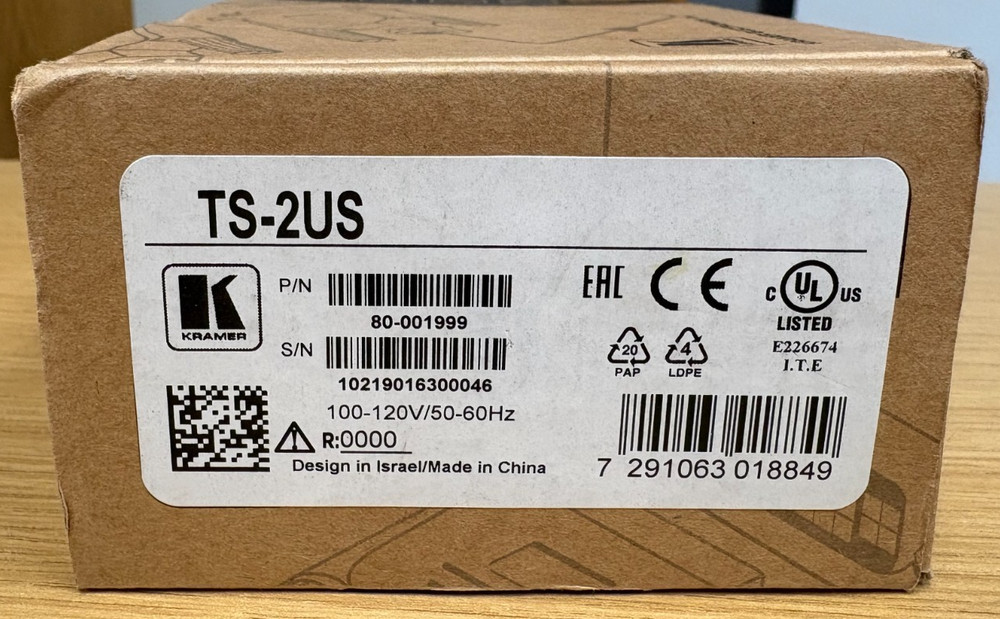 TS-2US
KRAMER
P/N
80-001999
S/N
10219016300046
100-120V/50-60Hz
R:0000
Design in Israel/Made in China
EAC CE C UL US
LISTED
E226674
I.T.E
20
PAP
4
LDPE
7 291063 018849